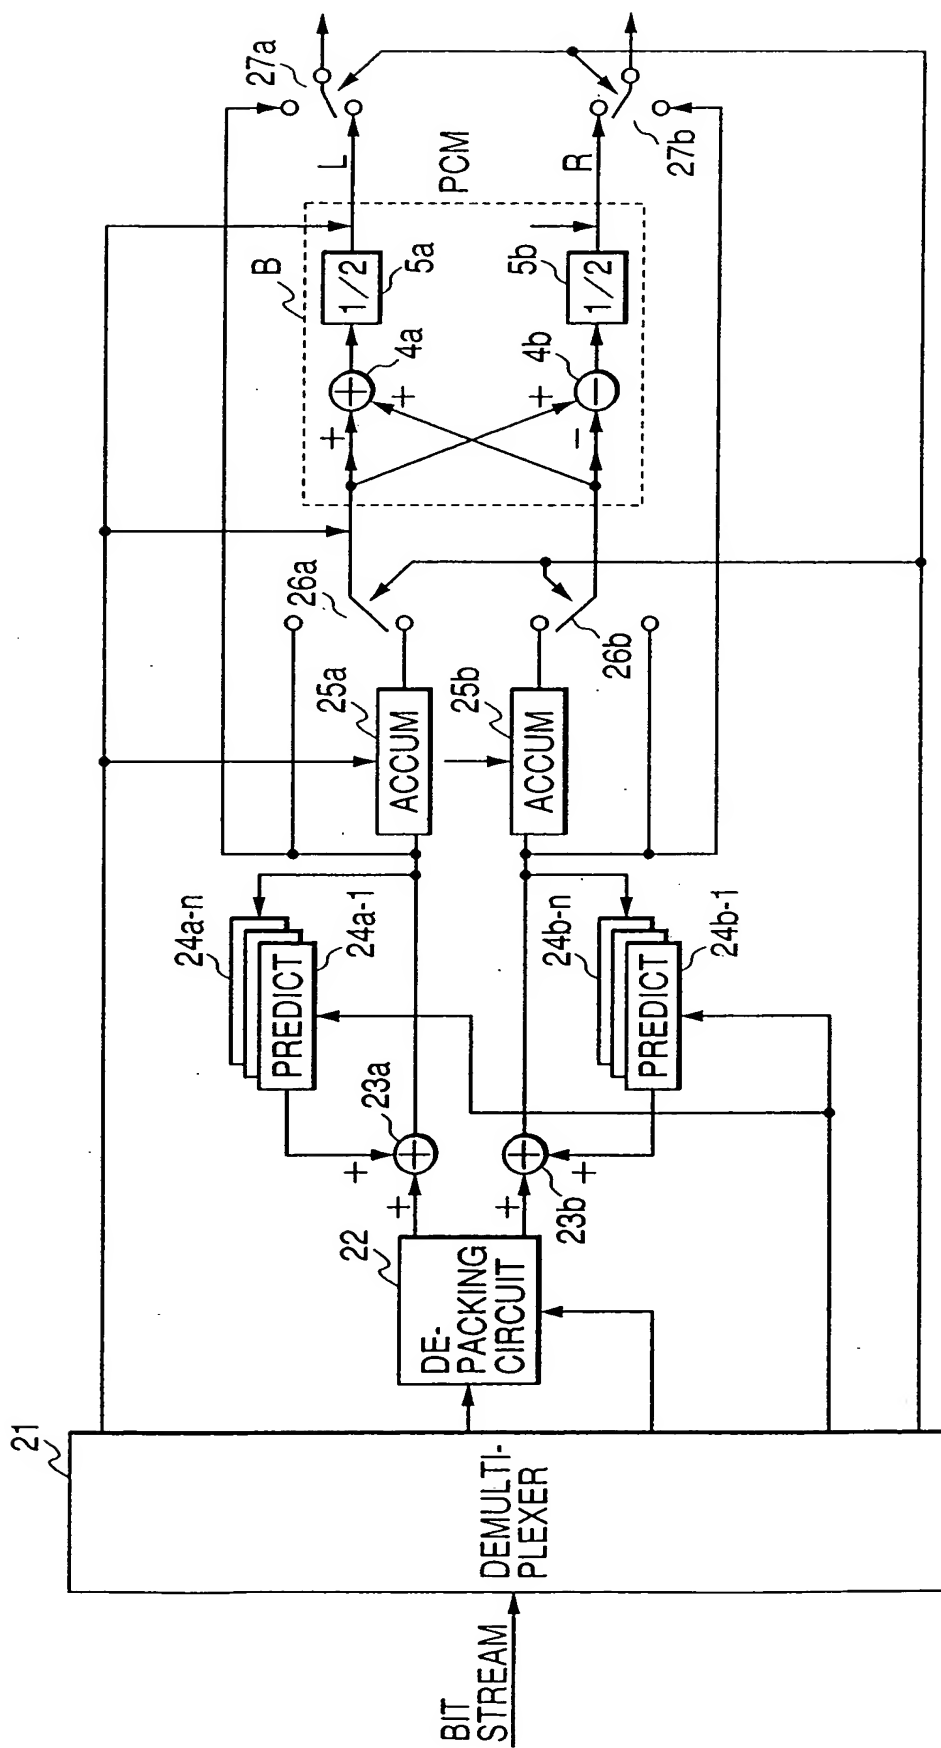 BIT
STREAM
21
DEMULTI-
PLEXER
22
DE-
PACKING
CIRCUIT
+
+
23a
+
+
+
23b
+
+
24a-n
PREDICT
24a-1
24b-n
PREDICT
24b-1
25a
ACCUM
25b
ACCUM
26a
26b
B
+
+
4a
+
1/2
5a
+
-
4b
-
1/2
5b
L
PCM
R
27a
27b